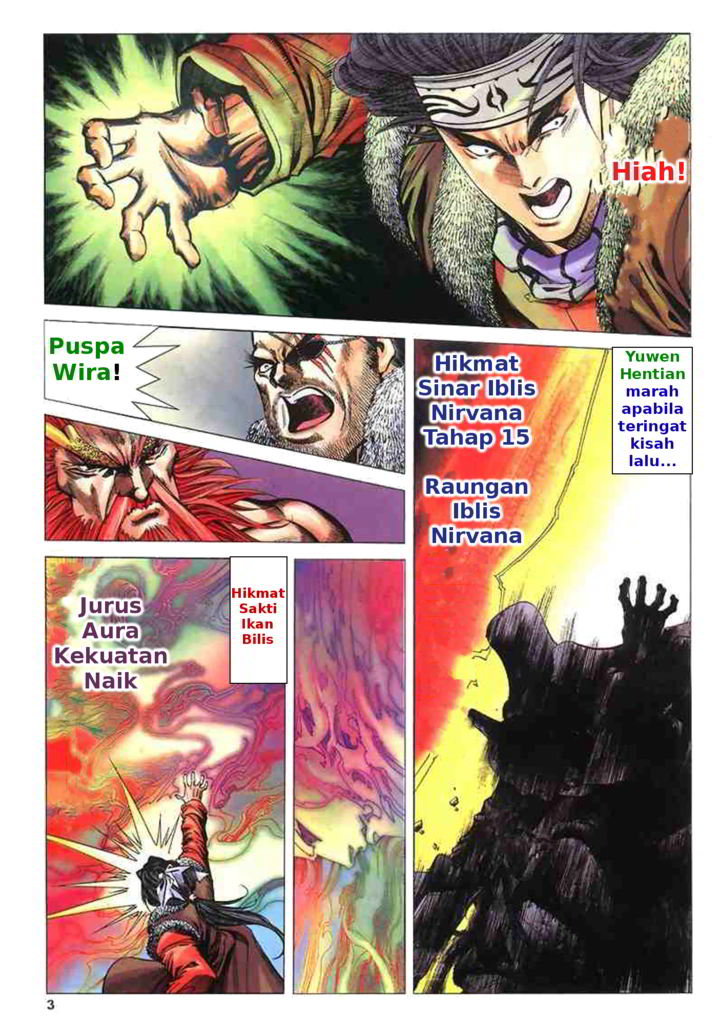 Hiah!
Puspa
Wira!
Hikmat
Sinar Iblis
Nirvana
Tahap 15
Raungan
Iblis
Nirvana
Yuwen
Hentian
marah
apabila
teringat
kisah
lalu...
Jurus
Aura
Kekuatan
Naik
Hikmat
Sakti
Ikan
Bilis
3